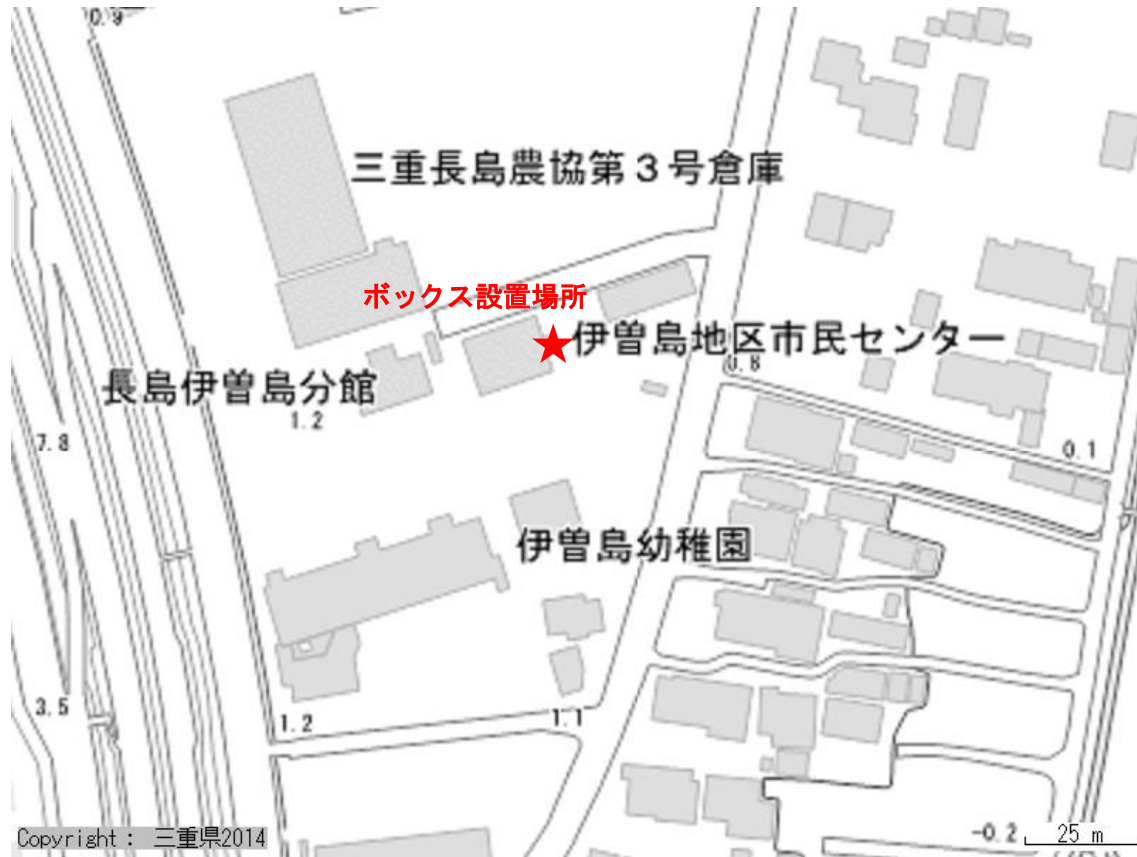 0.9
三重長島農協第３号倉庫
ボックス設置場所
伊曽島地区市民センター
0.8
長島伊曽島分館
1.2
7.8
0.1
伊曽島幼稚園
3.5
1.2
1.1
Copyright： 三重県2014
-0.2
25 m